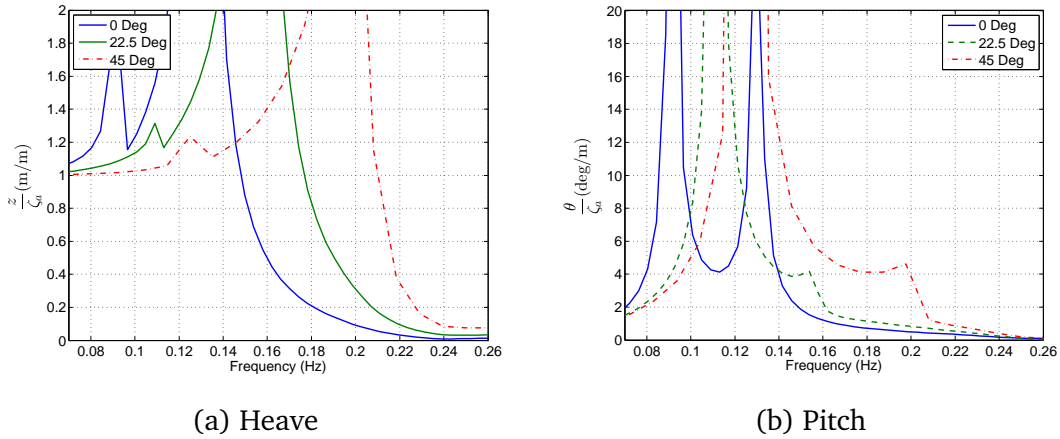 2
1.8
1.6
1.4
1.2
1
0.8
0.6
0.4
0.2
0
z/ζa (m/m)
0 Deg
22.5 Deg
45 Deg
0.08 0.1 0.12 0.14 0.16 0.18 0.2 0.22 0.24 0.26
Frequency (Hz)
(a) Heave
20
18
16
14
12
10
8
6
4
2
0
θ/ζa (deg/m)
0 Deg
22.5 Deg
45 Deg
0.08 0.1 0.12 0.14 0.16 0.18 0.2 0.22 0.24 0.26
Frequency (Hz)
(b) Pitch